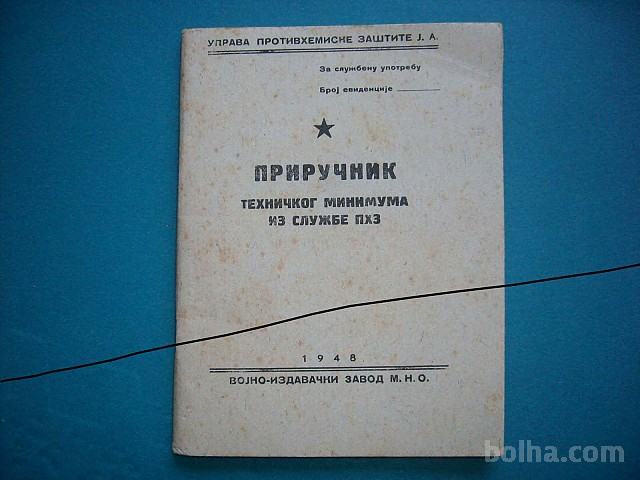 УПРАВА ПРОТИВХЕМИСКЕ ЗАШТИТЕ Ј. А.
За службену употребу
Број евиденције
ПРИРУЧНИК
ТЕХНИЧКОГ МИНИМУМА
ИЗ СЛУЖБЕ ПХЗ
1948
ВОЈНО-ИЗДАВАЧКИ ЗАВОД М. Н. О.
bolha.com